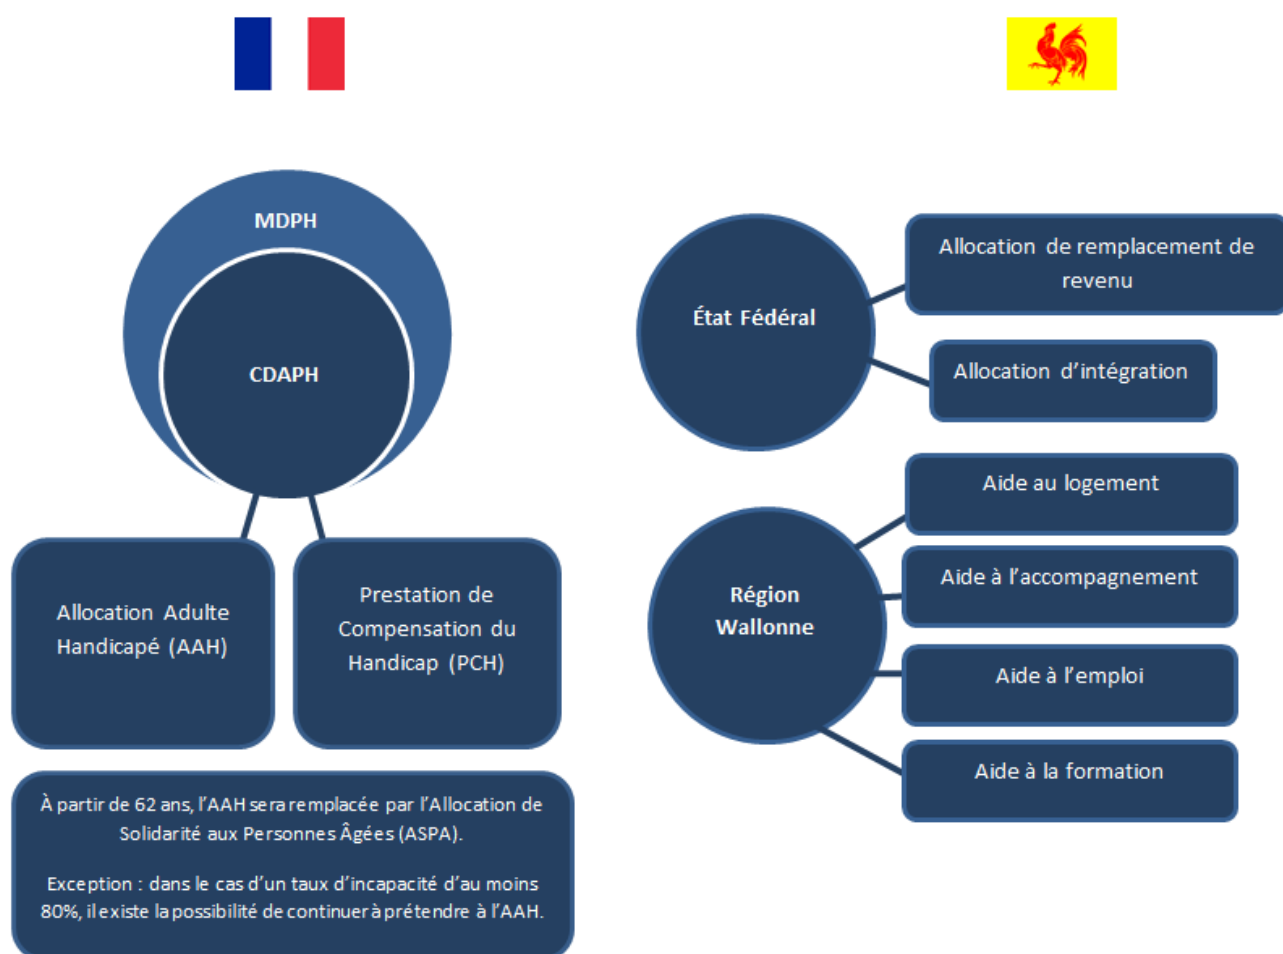 MDPH
CDAPH
Allocation Adulte
Handicapé (AAH)
Prestation de
Compensation du
Handicap (PCH)
À partir de 62 ans, l’AAH sera remplacée par l’Allocation de
Solidarité aux Personnes Âgées (ASPA).
Exception : dans le cas d’un taux d’incapacité d’au moins
80%, il existe la possibilité de continuer à prétendre à l’AAH.
État Fédéral
Allocation de remplacement de
revenu
Allocation d’intégration
Région
Wallonne
Aide au logement
Aide à l’accompagnement
Aide à l’emploi
Aide à la formation